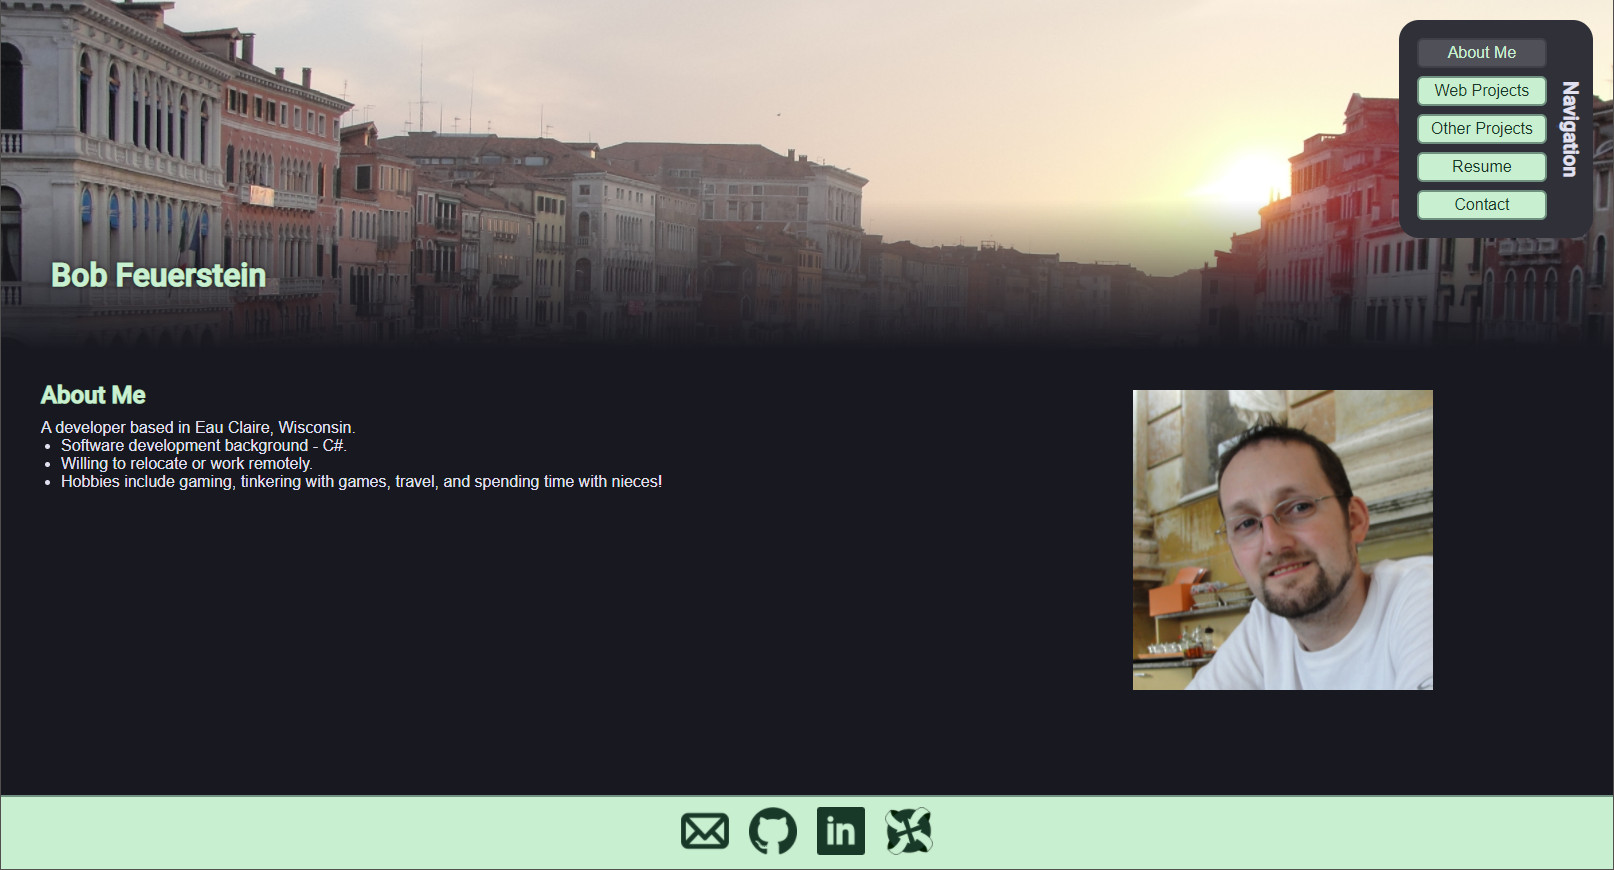 About Me
Web Projects
Other Projects
Resume
Contact
Navigation
Bob Feuerstein
About Me
A developer based in Eau Claire, Wisconsin.
• Software development background - C#.
• Willing to relocate or work remotely.
• Hobbies include gaming, tinkering with games, travel, and spending time with nieces!
in